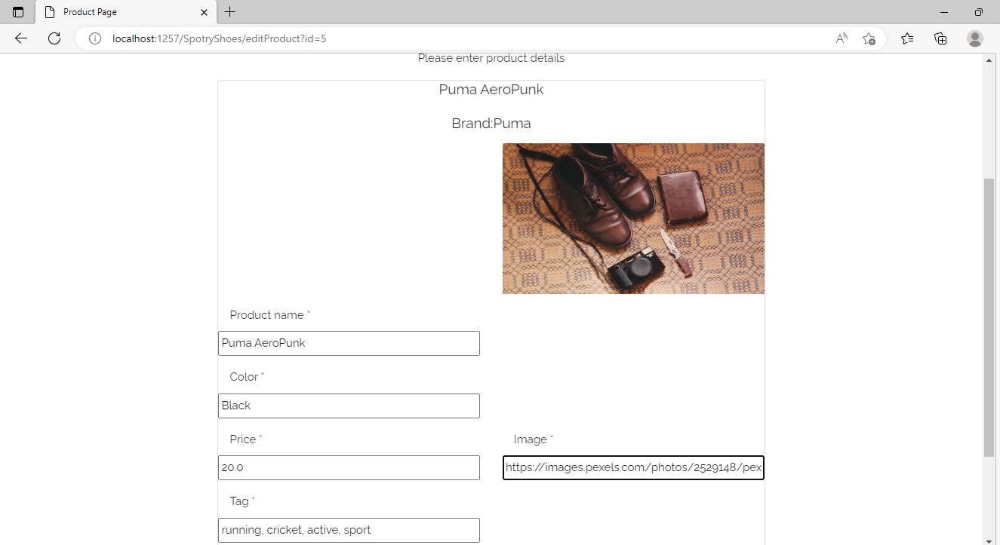 Product Page
localhost:1257/SpotryShoes/editProduct?id=5
Please enter product details
Puma AeroPunk
Brand:Puma
Product name *
Puma AeroPunk
Color *
Black
Price *
Image *
20.0
https://images.pexels.com/photos/2529148/pex
Tag *
running, cricket, active, sport